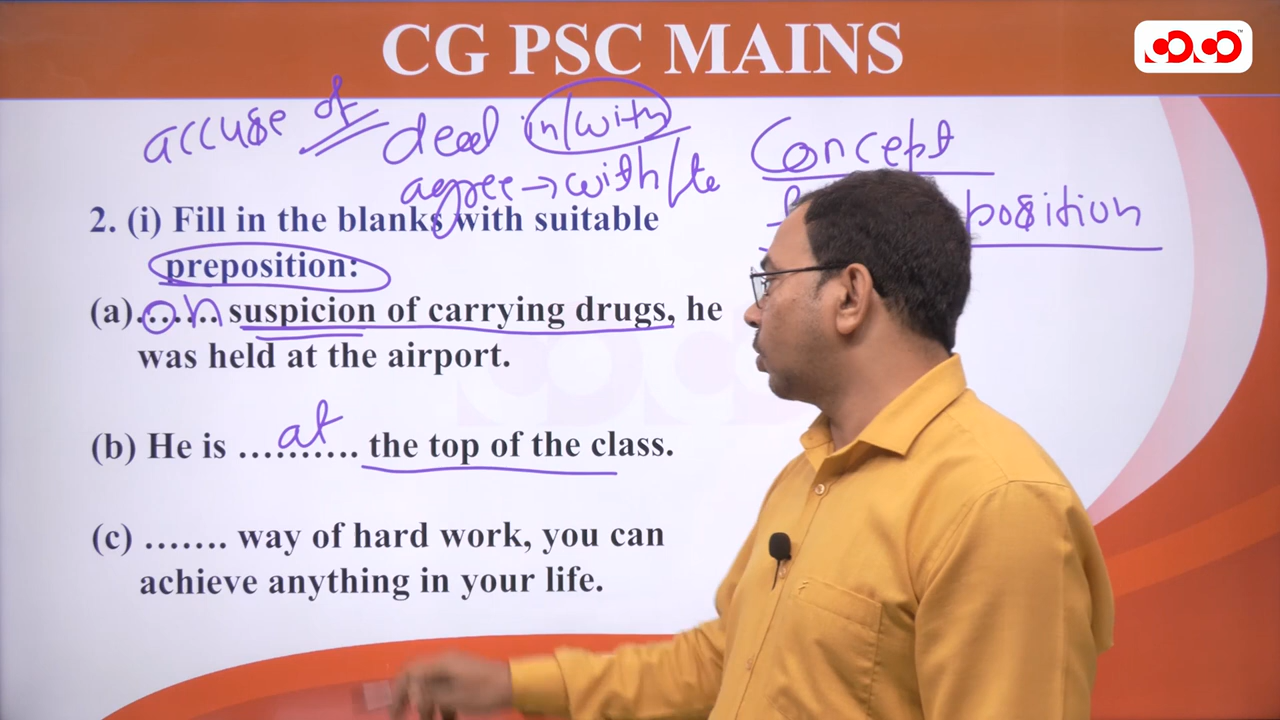 CG PSC MAINS
accuse of
deal in/with
agree → with/to
Concept
position
2. (i) Fill in the blanks with suitable
preposition:
(a)....... suspicion of carrying drugs, he
on
was held at the airport.
(b) He is .......... the top of the class.
at
(c) ....... way of hard work, you can
achieve anything in your life.